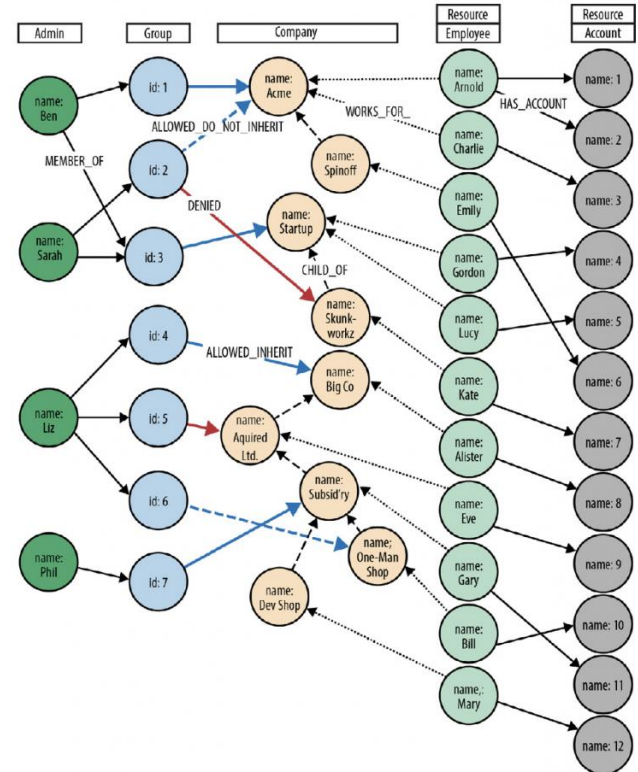 Admin
Group
Company
Resource
Employee
Resource
Account
name:
Ben
name:
Sarah
name:
Liz
name:
Phil
MEMBER_OF
id: 1
id: 2
id: 3
id: 4
id: 5
id: 6
id: 7
ALLOWED_DO_NOT_INHERIT
DENIED
ALLOWED_INHERIT
name:
Acme
name:
Spinoff
name:
Startup
CHILD_OF
name:
Skunk-
workz
name:
Big Co
name:
Aquired
Ltd.
name:
Subsid'ry
name;
One-Man
Shop
name:
Dev Shop
WORKS_FOR_
name:
Arnold
name:
Charlie
name:
Emily
name:
Gordon
name:
Lucy
name:
Kate
name:
Alister
name:
Eve
name:
Gary
name:
Bill
name,:
Mary
HAS_ACCOUNT
name: 1
name: 2
name: 3
name: 4
name: 5
name: 6
name: 7
name: 8
name: 9
name: 10
name: 11
name: 12